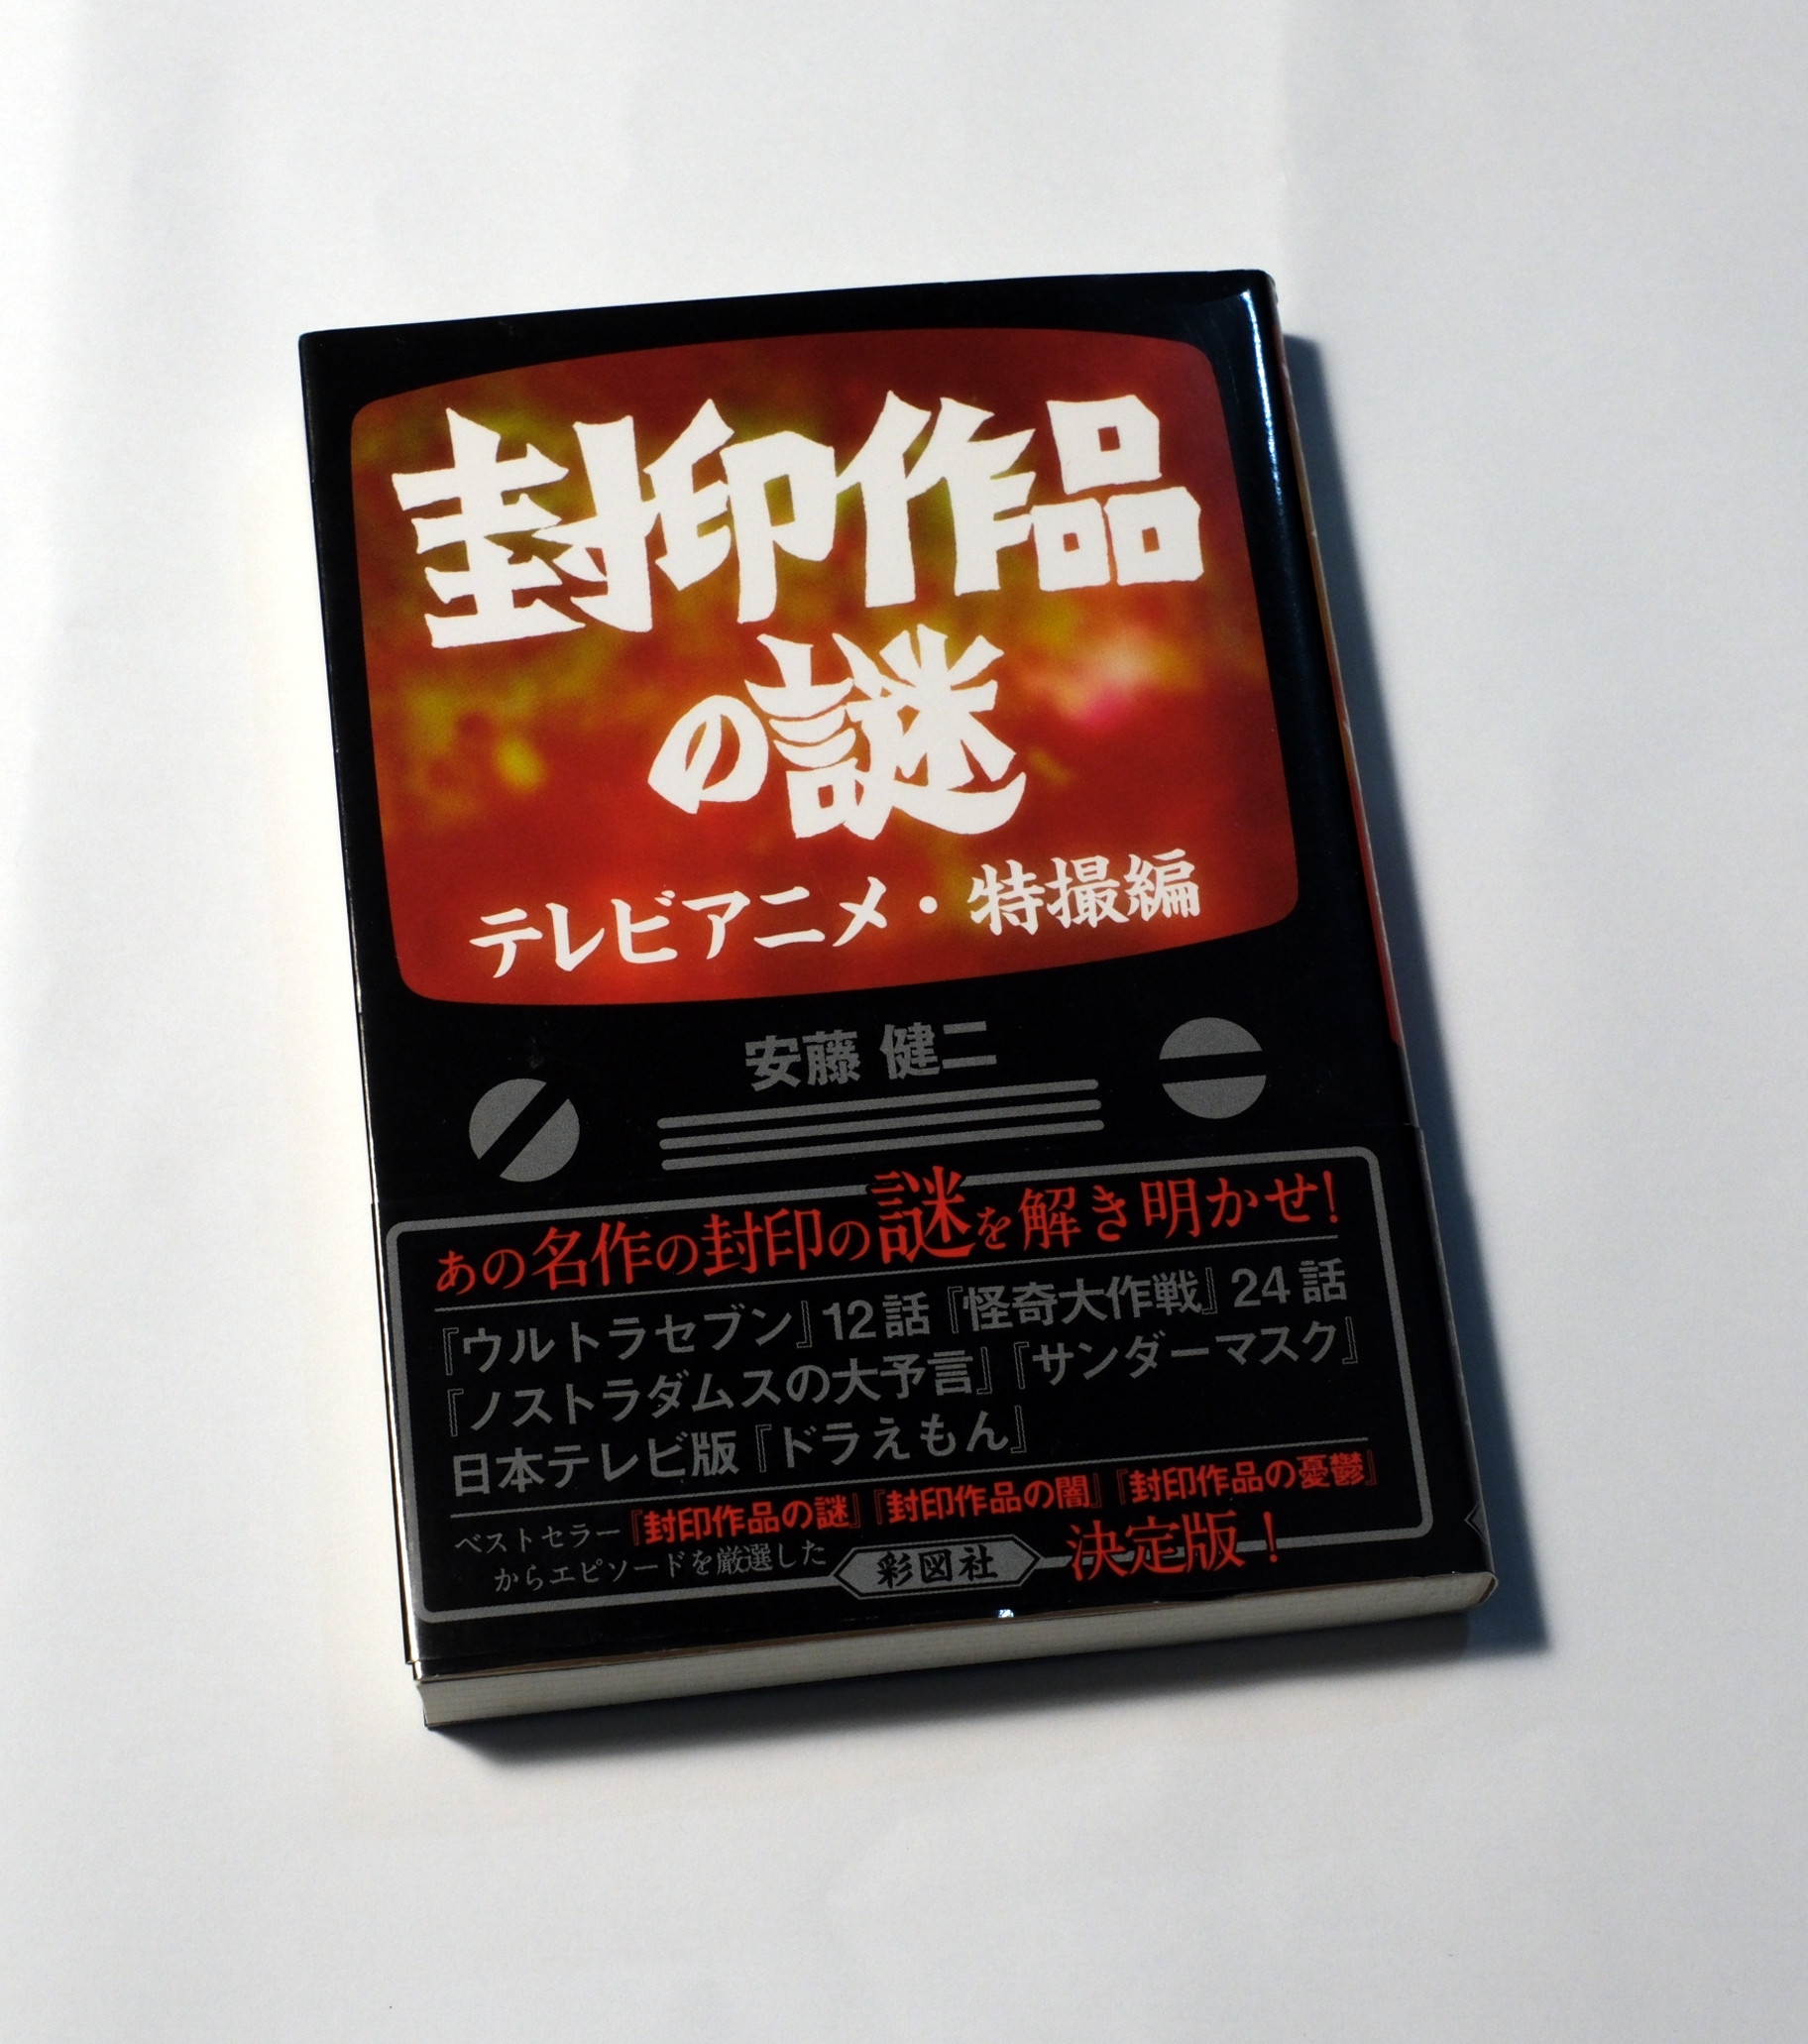 封印作品
の謎
テレビアニメ・特撮編
安藤 健二
あの名作の封印の謎を解き明かせ!
『ウルトラセブン』12話『怪奇大作戦』24話
『ノストラダムスの大予言』『サンダーマスク』
日本テレビ版『ドラえもん』
ベストセラー『封印作品の謎』『封印作品の闇』『封印作品の憂鬱』
からエピソードを厳選した 決定版!
彩図社